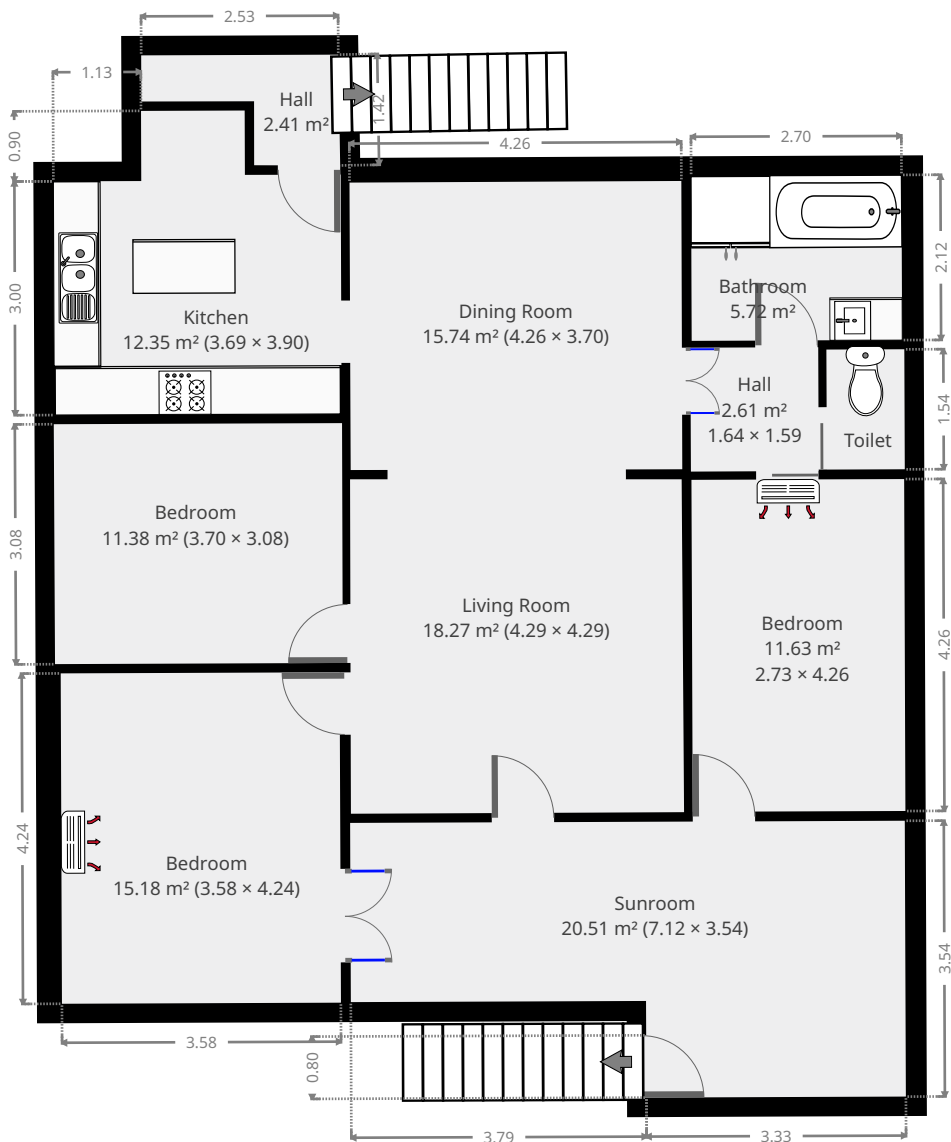 2.53
1.13
Hall
2.41 m²
1.42
0.90
4.26
2.70
3.00
2.12
Kitchen
12.35 m² (3.69 × 3.90)
Dining Room
15.74 m² (4.26 × 3.70)
Bathroom
5.72 m²
Hall
2.61 m²
1.64 × 1.59
1.54
Toilet
Bedroom
11.38 m² (3.70 × 3.08)
3.08
Living Room
18.27 m² (4.29 × 4.29)
Bedroom
11.63 m²
2.73 × 4.26
4.26
4.24
Bedroom
15.18 m² (3.58 × 4.24)
Sunroom
20.51 m² (7.12 × 3.54)
3.54
3.58
0.80
3.79
3.33